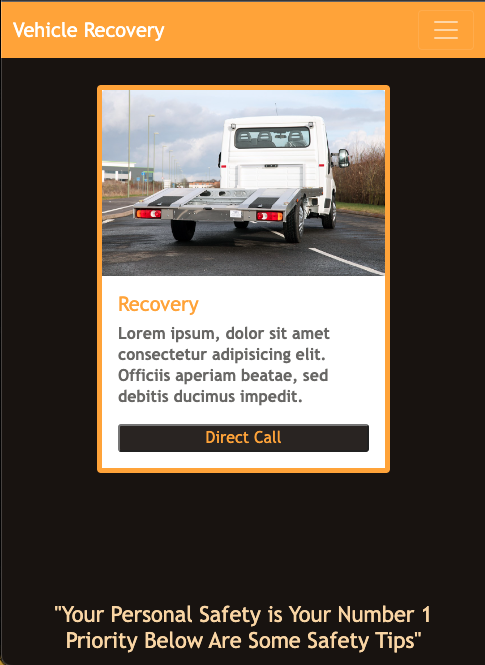 Vehicle Recovery
Recovery
Lorem ipsum, dolor sit amet
consectetur adipisicing elit.
Officiis aperiam beatae, sed
debitis ducimus impedit.
Direct Call
"Your Personal Safety is Your Number 1
Priority Below Are Some Safety Tips"